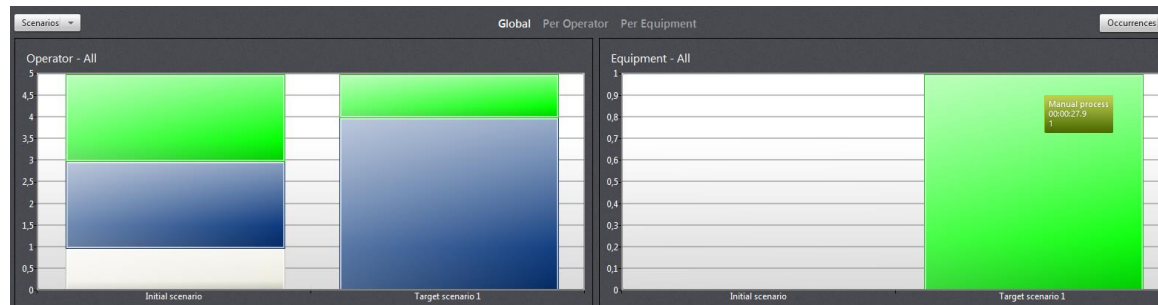 Scenarios
Global Per Operator Per Equipment
Occurrences
Operator - All
5
4,5
4
3,5
3
2,5
2
1,5
1
0,5
0
Initial scenario
Target scenario 1
Equipment - All
1
0,9
0,8
0,7
0,6
0,5
0,4
0,3
0,2
0,1
0
Manual process
00:00:27.9
1
Initial scenario
Target scenario 1